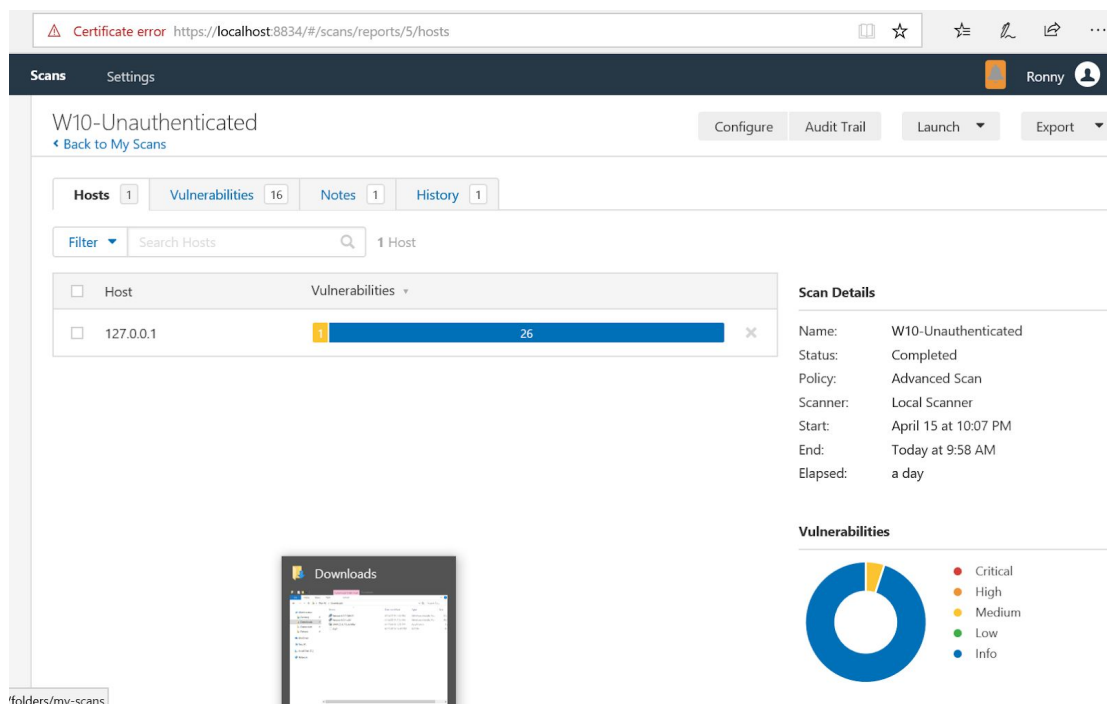 Certificate error https://localhost:8834/#/scans/reports/5/hosts
Scans Settings Ronny
W10-Unauthenticated
Back to My Scans
Configure Audit Trail Launch Export
Hosts 1 Vulnerabilities 16 Notes 1 History 1
Filter Search Hosts 1 Host
Host Vulnerabilities
127.0.0.1 1 26
Scan Details
Name: W10-Unauthenticated
Status: Completed
Policy: Advanced Scan
Scanner: Local Scanner
Start: April 15 at 10:07 PM
End: Today at 9:58 AM
Elapsed: a day
Vulnerabilities
Critical
High
Medium
Low
Info
Downloads
/folders/my-scans